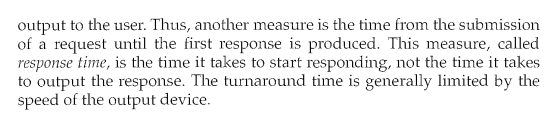 output to the user. Thus, another measure is the time from the submission
of a request until the first response is produced. This measure, called
response time, is the time it takes to start responding, not the time it takes
to output the response. The turnaround time is generally limited by the
speed of the output device.